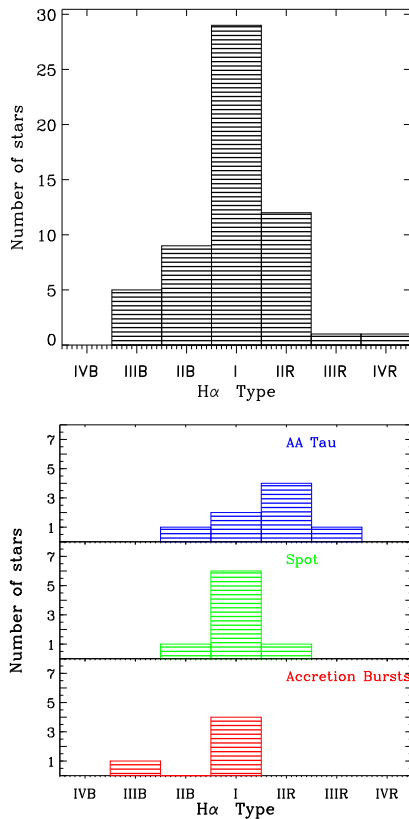 30
25
20
15
10
5
0
Number of stars
IVB IIIB IIB I IIR IIIR IVR
Hα Type
7
5
3
1
AA Tau
7
5
3
1
Spot
Number of stars
7
5
3
1
Accretion Bursts
IVB IIIB IIB I IIR IIIR IVR
Hα Type